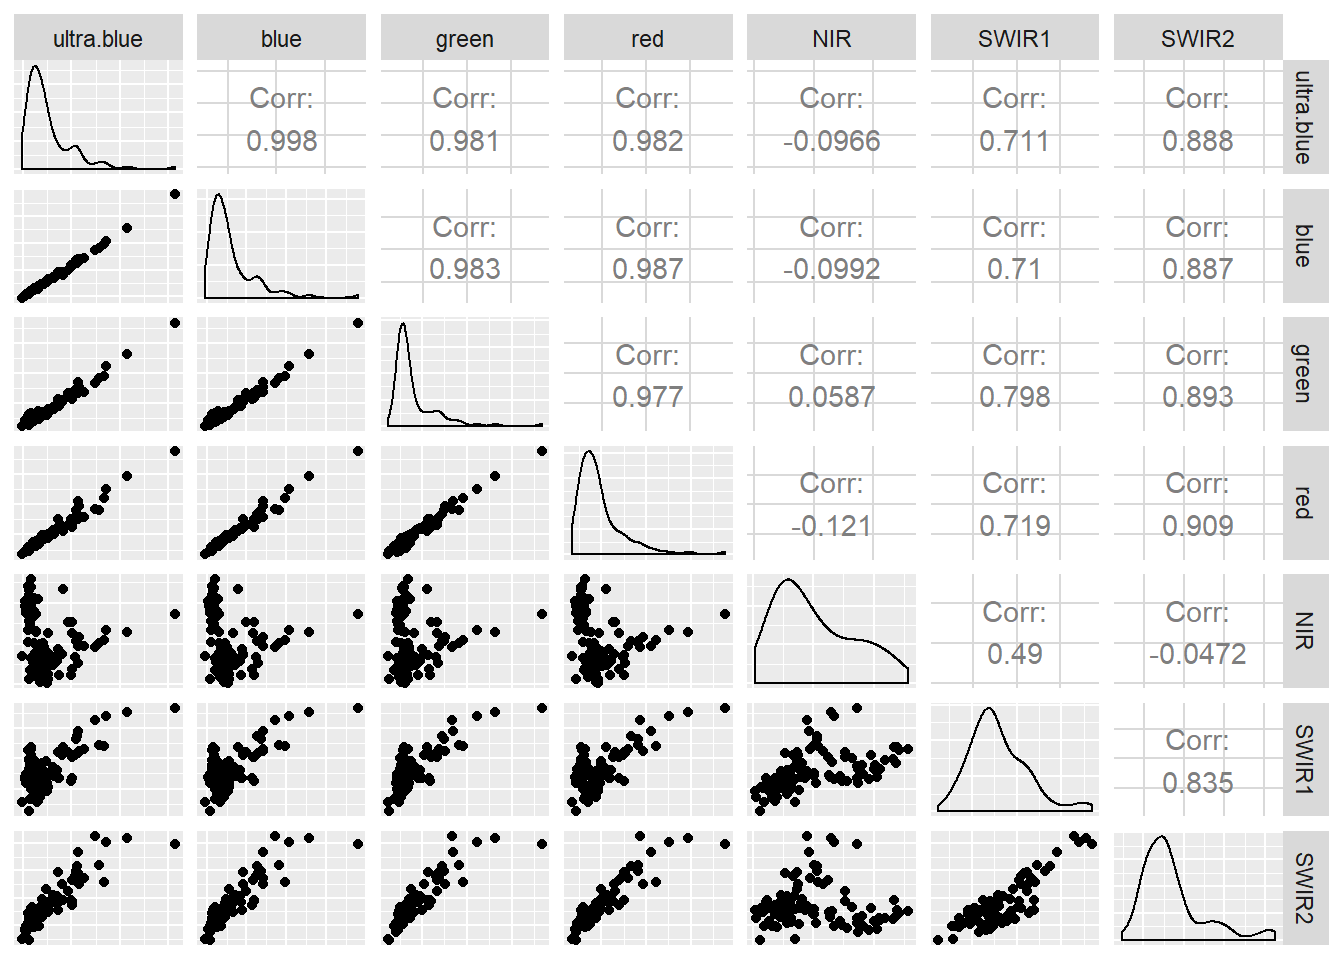 ultra.blue blue green red NIR SWIR1 SWIR2
Corr: Corr: Corr: Corr: Corr: Corr:
0.998 0.981 0.982 -0.0966 0.711 0.888
ultra.blue
Corr: Corr: Corr: Corr: Corr:
0.983 0.987 -0.0992 0.71 0.887
blue
Corr: Corr: Corr: Corr:
0.977 0.0587 0.798 0.893
green
Corr: Corr: Corr:
-0.121 0.719 0.909
red
Corr: Corr:
0.49 -0.0472
NIR
Corr:
0.835
SWIR1
SWIR2